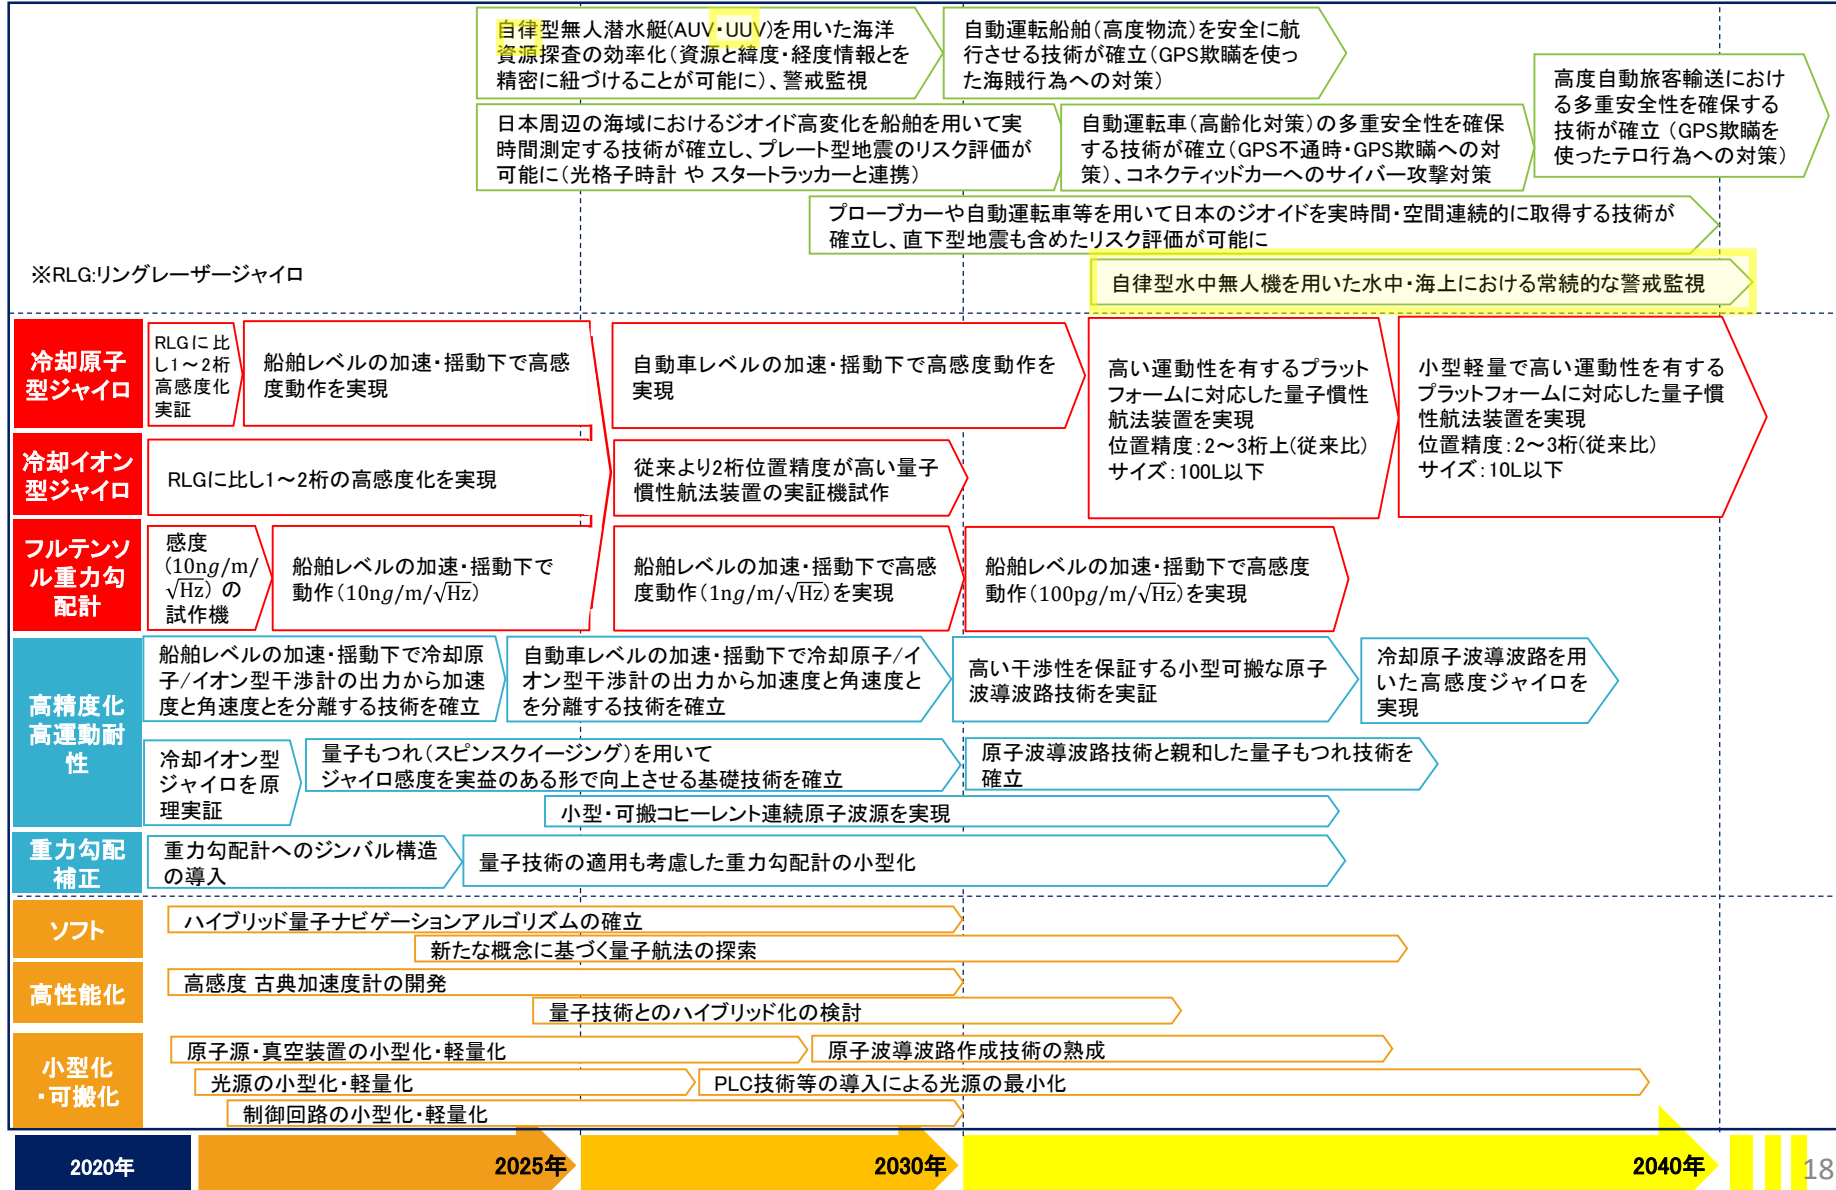 自律型無人潜水艇(AUV・UUV)を用いた海洋
資源探査の効率化(資源と緯度・経度情報とを
精密に紐づけることが可能に)、警戒監視
自動運転船舶(高度物流)を安全に航
行させる技術が確立(GPS欺瞞を使っ
た海賊行為への対策)
高度自動旅客輸送におけ
る多重安全性を確保する
技術が確立 (GPS欺瞞を
使ったテロ行為への対策)
日本周辺の海域におけるジオイド高変化を船舶を用いて実
時間測定する技術が確立し、プレート型地震のリスク評価が
可能に(光格子時計 や スタートラッカーと連携)
自動運転車(高齢化対策)の多重安全性を確保
する技術が確立(GPS不通時・GPS欺瞞への対
策)、コネクティッドカーへのサイバー攻撃対策
プローブカーや自動運転車等を用いて日本のジオイドを実時間・空間連続的に取得する技術が
確立し、直下型地震も含めたリスク評価が可能に
※RLG:リングレーザージャイロ
自律型水中無人機を用いた水中・海上における常続的な警戒監視
冷却原子
型ジャイロ
RLGに比
し1～2桁
高感度化
実証
船舶レベルの加速・揺動下で高感
度動作を実現
自動車レベルの加速・揺動下で高感度動作を
実現
高い運動性を有するプラット
フォームに対応した量子慣性
航法装置を実現
位置精度:2～3桁上(従来比)
サイズ:100L以下
小型軽量で高い運動性を有する
プラットフォームに対応した量子慣
性航法装置を実現
位置精度:2～3桁(従来比)
サイズ:10L以下
冷却イオン
型ジャイロ
RLGに比し1～2桁の高感度化を実現
従来より2桁位置精度が高い量子
慣性航法装置の実証機試作
フルテンソ
ル重力勾
配計
感度
(10ng/m/
√Hz) の
試作機
船舶レベルの加速・揺動下で
動作(10ng/m/√Hz)
船舶レベルの加速・揺動下で高感
度動作(1ng/m/√Hz)を実現
船舶レベルの加速・揺動下で高感度
動作(100pg/m/√Hz)を実現
高精度化
高運動耐
性
船舶レベルの加速・揺動下で冷却原
子/イオン型干渉計の出力から加速
度と角速度とを分離する技術を確立
自動車レベルの加速・揺動下で冷却原子/イ
オン型干渉計の出力から加速度と角速度と
を分離する技術を確立
高い干渉性を保証する小型可搬な原子
波導波路技術を実証
冷却原子波導波路を用
いた高感度ジャイロを
実現
冷却イオン型
ジャイロを原
理実証
量子もつれ(スピンスクイージング)を用いて
ジャイロ感度を実益のある形で向上させる基礎技術を確立
原子波導波路技術と親和した量子もつれ技術を
確立
小型・可搬コヒーレント連続原子波源を実現
重力勾配
補正
重力勾配計へのジンバル構造
の導入
量子技術の適用も考慮した重力勾配計の小型化
ソフト
ハイブリッド量子ナビゲーションアルゴリズムの確立
新たな概念に基づく量子航法の探索
高性能化
高感度 古典加速度計の開発
量子技術とのハイブリッド化の検討
小型化
・可搬化
原子源・真空装置の小型化・軽量化
原子波導波路作成技術の熟成
光源の小型化・軽量化
PLC技術等の導入による光源の最小化
制御回路の小型化・軽量化
2020年
2025年
2030年
2040年
18